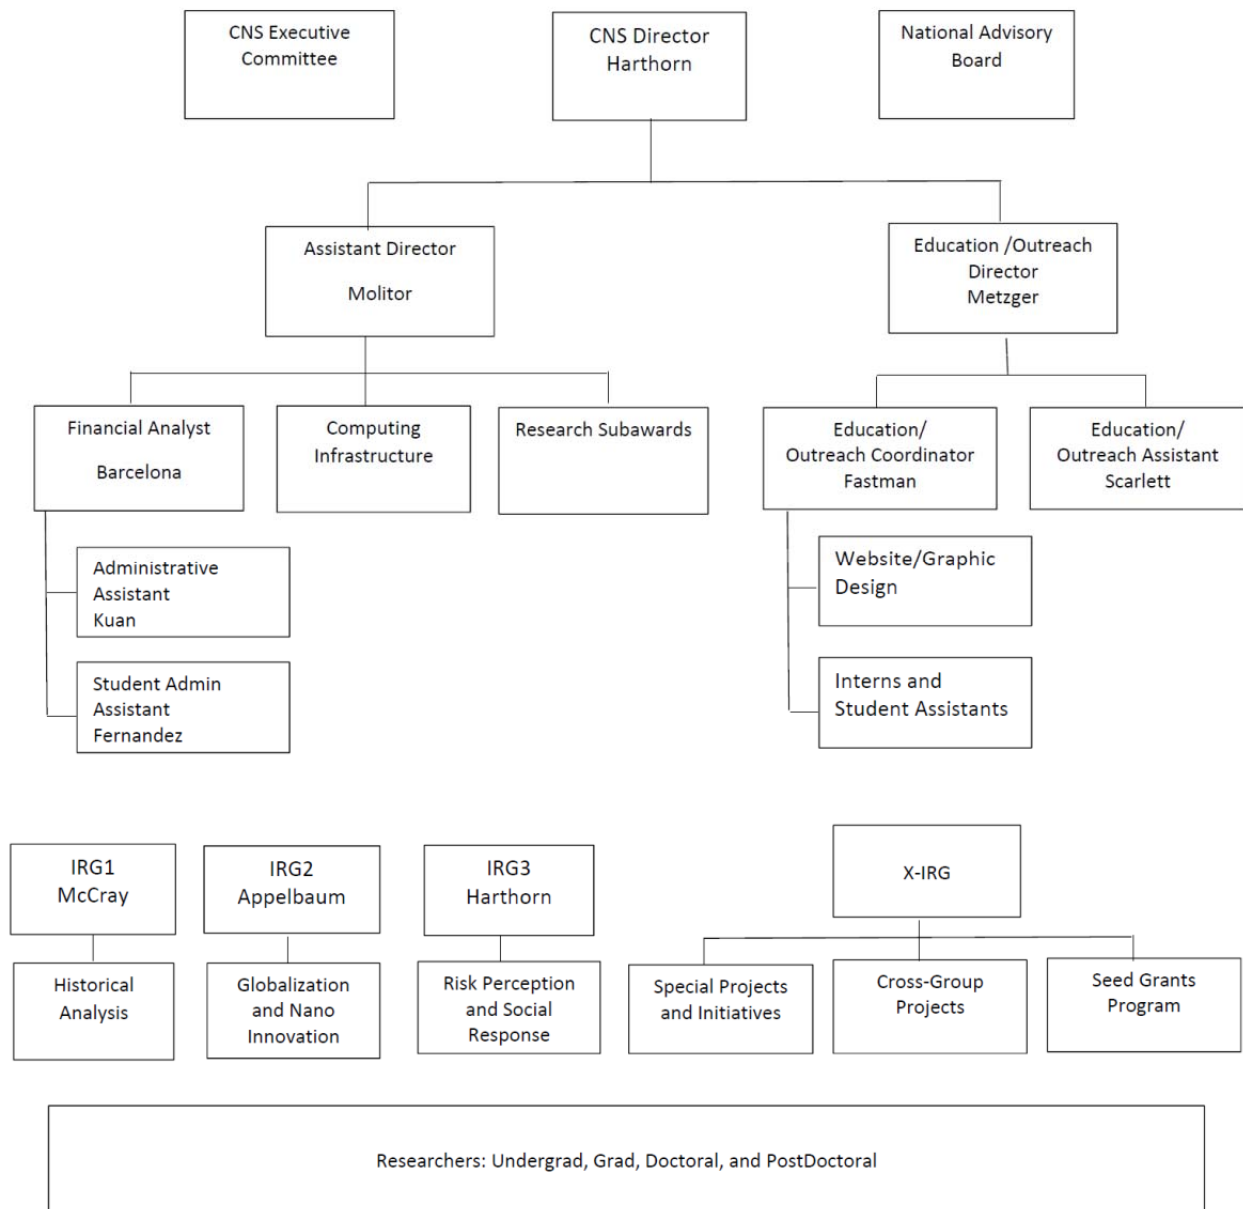 CNS Executive
Committee
CNS Director
Harthorn
National Advisory
Board
Assistant Director
Molitor
Education /Outreach
Director
Metzger
Financial Analyst
Barcelona
Computing
Infrastructure
Research Subawards
Education/
Outreach Coordinator
Fastman
Education/
Outreach Assistant
Scarlett
Administrative
Assistant
Kuan
Student Admin
Assistant
Fernandez
Website/Graphic
Design
Interns and
Student Assistants
IRG1
McCray
IRG2
Appelbaum
IRG3
Harthorn
X-IRG
Historical
Analysis
Globalization
and Nano
Innovation
Risk Perception
and Social
Response
Special Projects
and Initiatives
Cross-Group
Projects
Seed Grants
Program
Researchers: Undergrad, Grad, Doctoral, and PostDoctoral